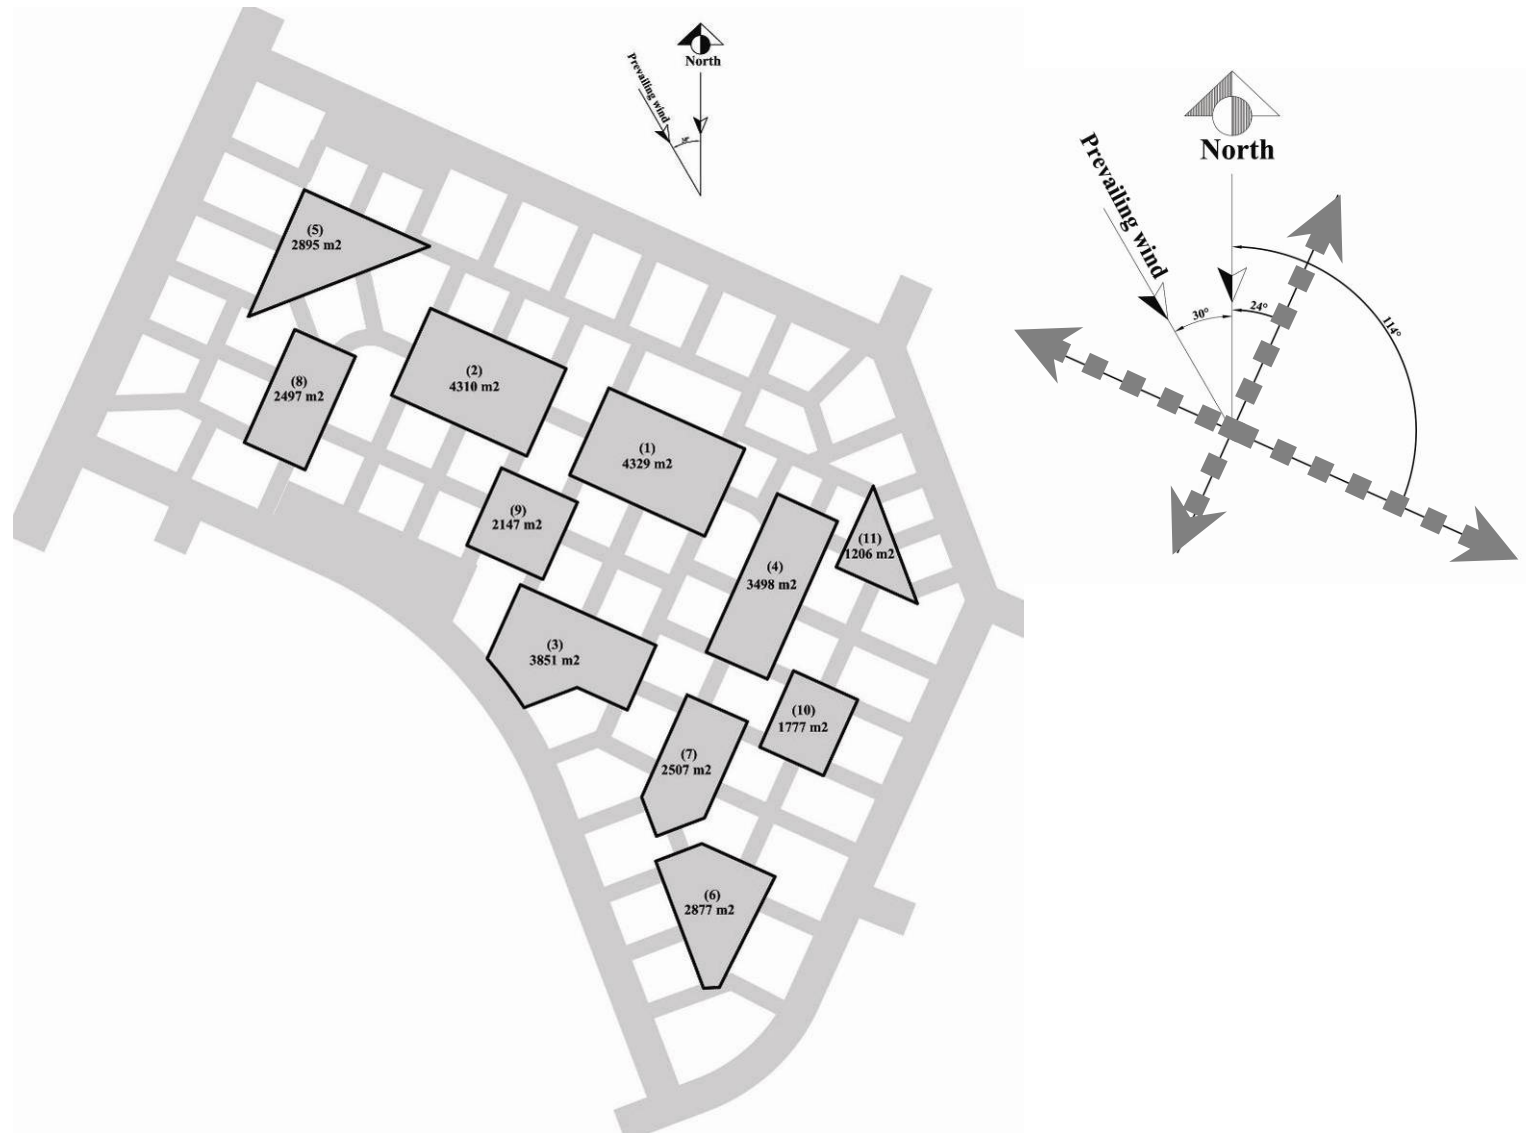 North
Prevailing wind
(5)
2895 m2
(2)
4310 m2
(8)
2497 m2
(1)
4329 m2
(9)
2147 m2
(11)
1206 m2
(4)
3498 m2
(3)
3851 m2
(10)
1777 m2
(7)
2507 m2
(6)
2877 m2
North
Prevailing wind
30°
24°
114°